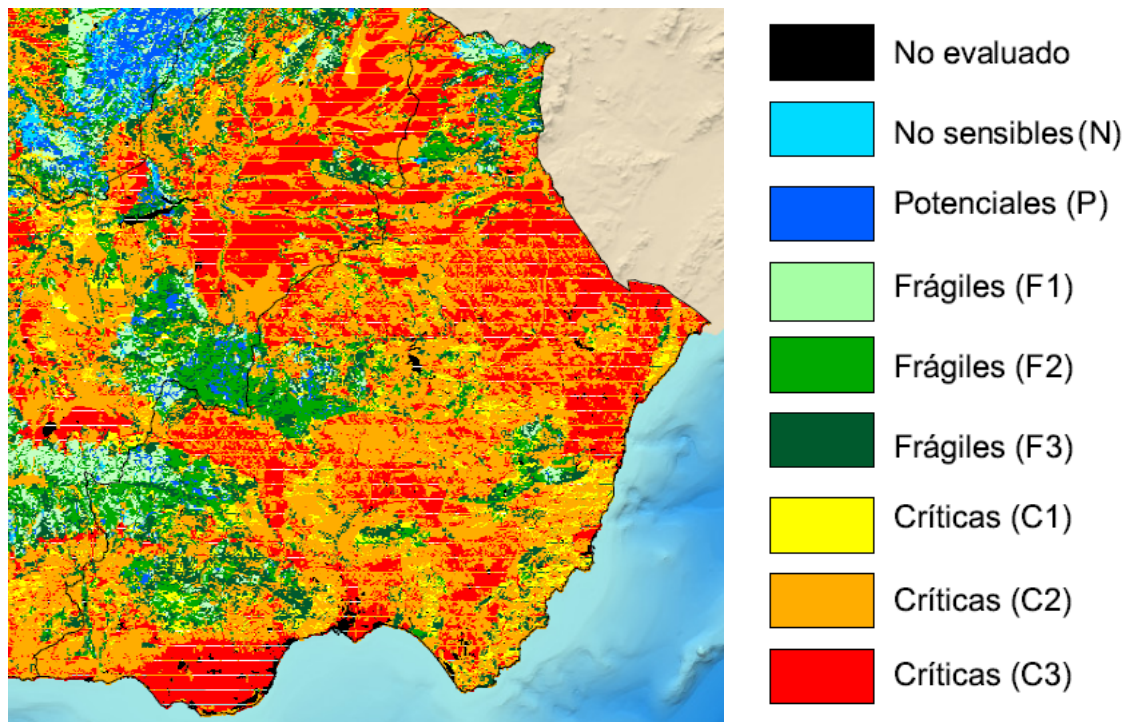 No evaluado
No sensibles (N)
Potenciales (P)
Frágiles (F1)
Frágiles (F2)
Frágiles (F3)
Críticas (C1)
Críticas (C2)
Críticas (C3)